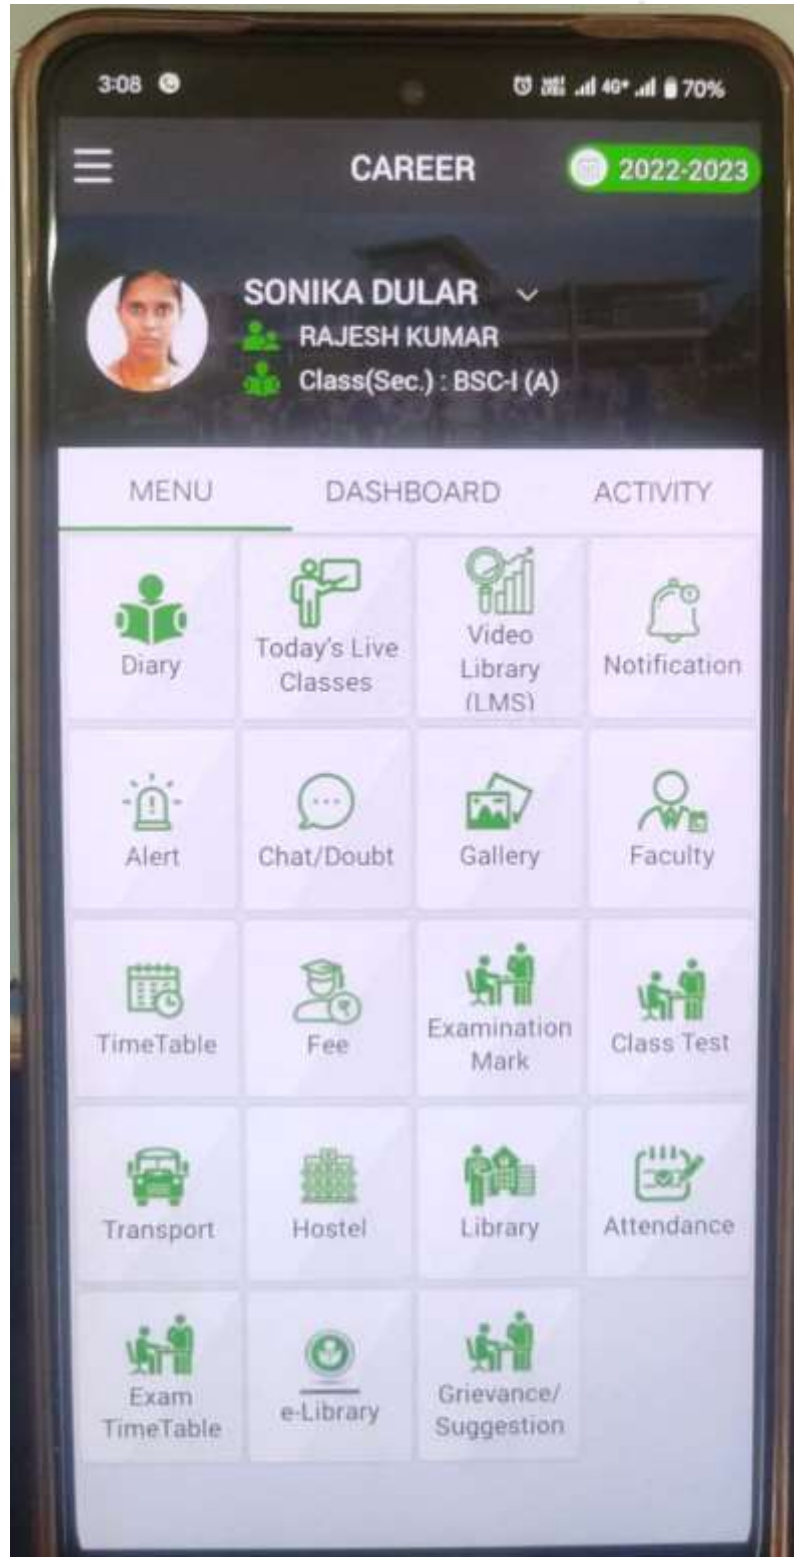 3:08
4G+ 70%
CAREER
2022-2023
SONIKA DULAR
RAJESH KUMAR
Class(Sec.) : BSC-I (A)
MENU DASHBOARD ACTIVITY
Diary
Today's Live
Classes
Video
Library
(LMS)
Notification
Alert
Chat/Doubt
Gallery
Faculty
TimeTable
Fee
Examination
Mark
Class Test
Transport
Hostel
Library
Attendance
Exam
TimeTable
e-Library
Grievance/
Suggestion